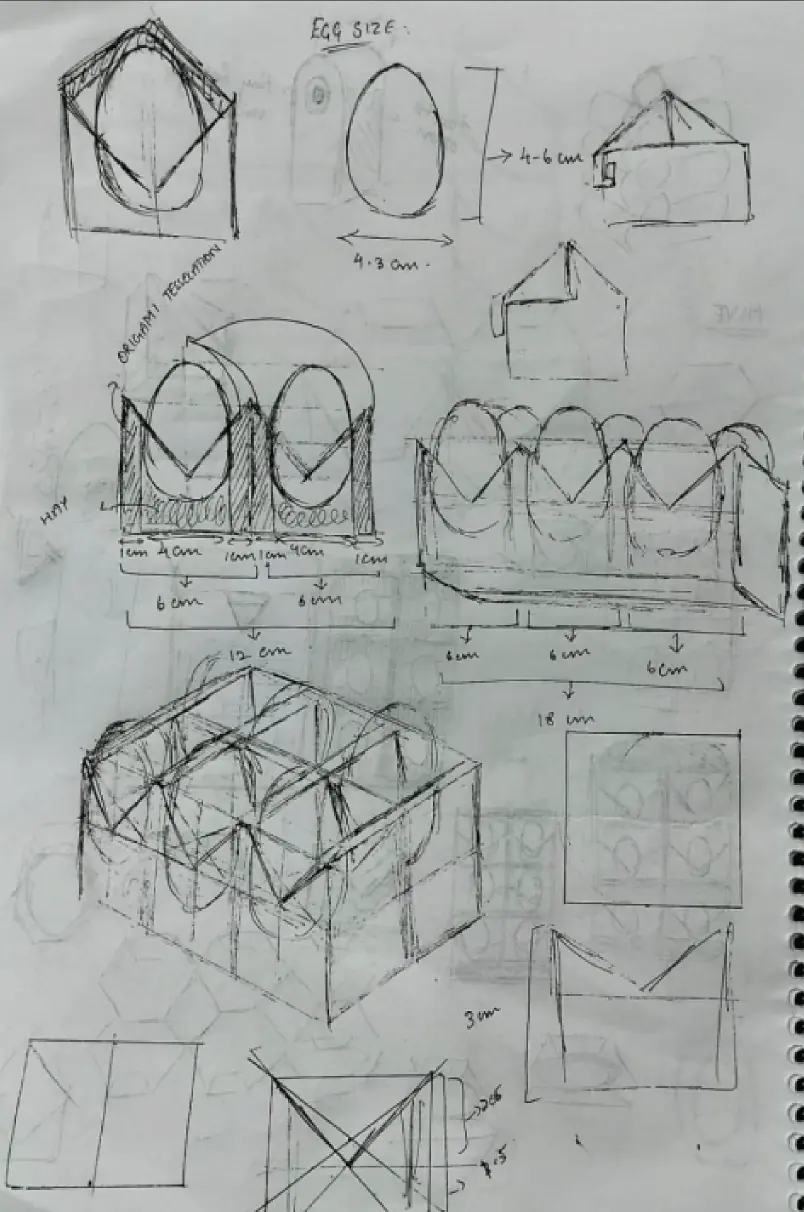 EGG SIZE.
4-6 cm
4.3 cm.
ORIGAMI TESSELATION
HAY
1cm 4cm 1cm 1cm 4cm 1cm
6 cm 6 cm
12 cm
6cm 6cm 6cm
18 cm
3cm